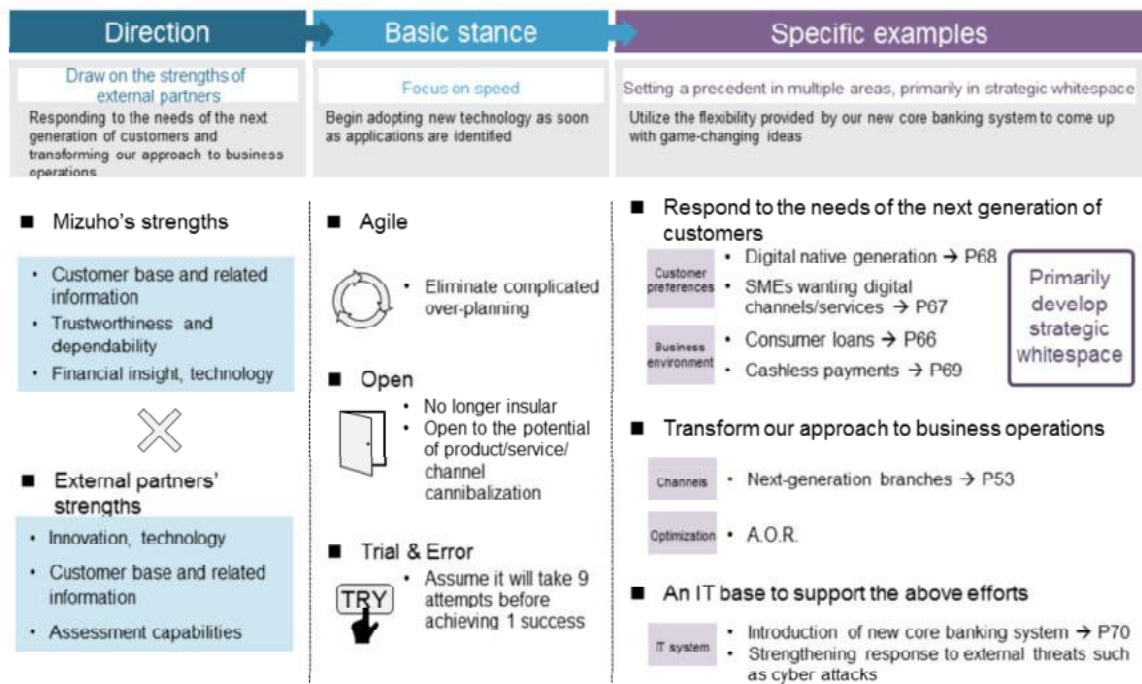 Direction
Basic stance
Specific examples
Draw on the strengths of
external partners
Responding to the needs of the next
generation of customers and
transforming our approach to business
operations.
Focus on speed
Begin adopting new technology as soon
as applications are identified
Setting a precedent in multiple areas, primarily in strategic whitespace
Utilize the flexibility provided by our new core banking system to come up
with game-changing ideas
■ Mizuho's strengths
• Customer base and related
information
• Trustworthiness and
dependability
• Financial insight, technology
■ External partners'
strengths
• Innovation, technology
• Customer base and related
information
• Assessment capabilities
■ Agile
• Eliminate complicated
over-planning
■ Open
• No longer insular
• Open to the potential
of product/service/
channel
cannibalization
■ Trial & Error
TRY
• Assume it will take 9
attempts before
achieving 1 success
■ Respond to the needs of the next generation of
customers
Customer
preferences
• Digital native generation → P68
• SMEs wanting digital
channels/services → P67
Business
environment
• Consumer loans → P66
• Cashless payments → P69
Primarily
develop
strategic
whitespace
■ Transform our approach to business operations
Channels
• Next-generation branches → P53
Optimization
• A.O.R.
■ An IT base to support the above efforts
IT system
• Introduction of new core banking system → P70
• Strengthening response to external threats such
as cyber attacks